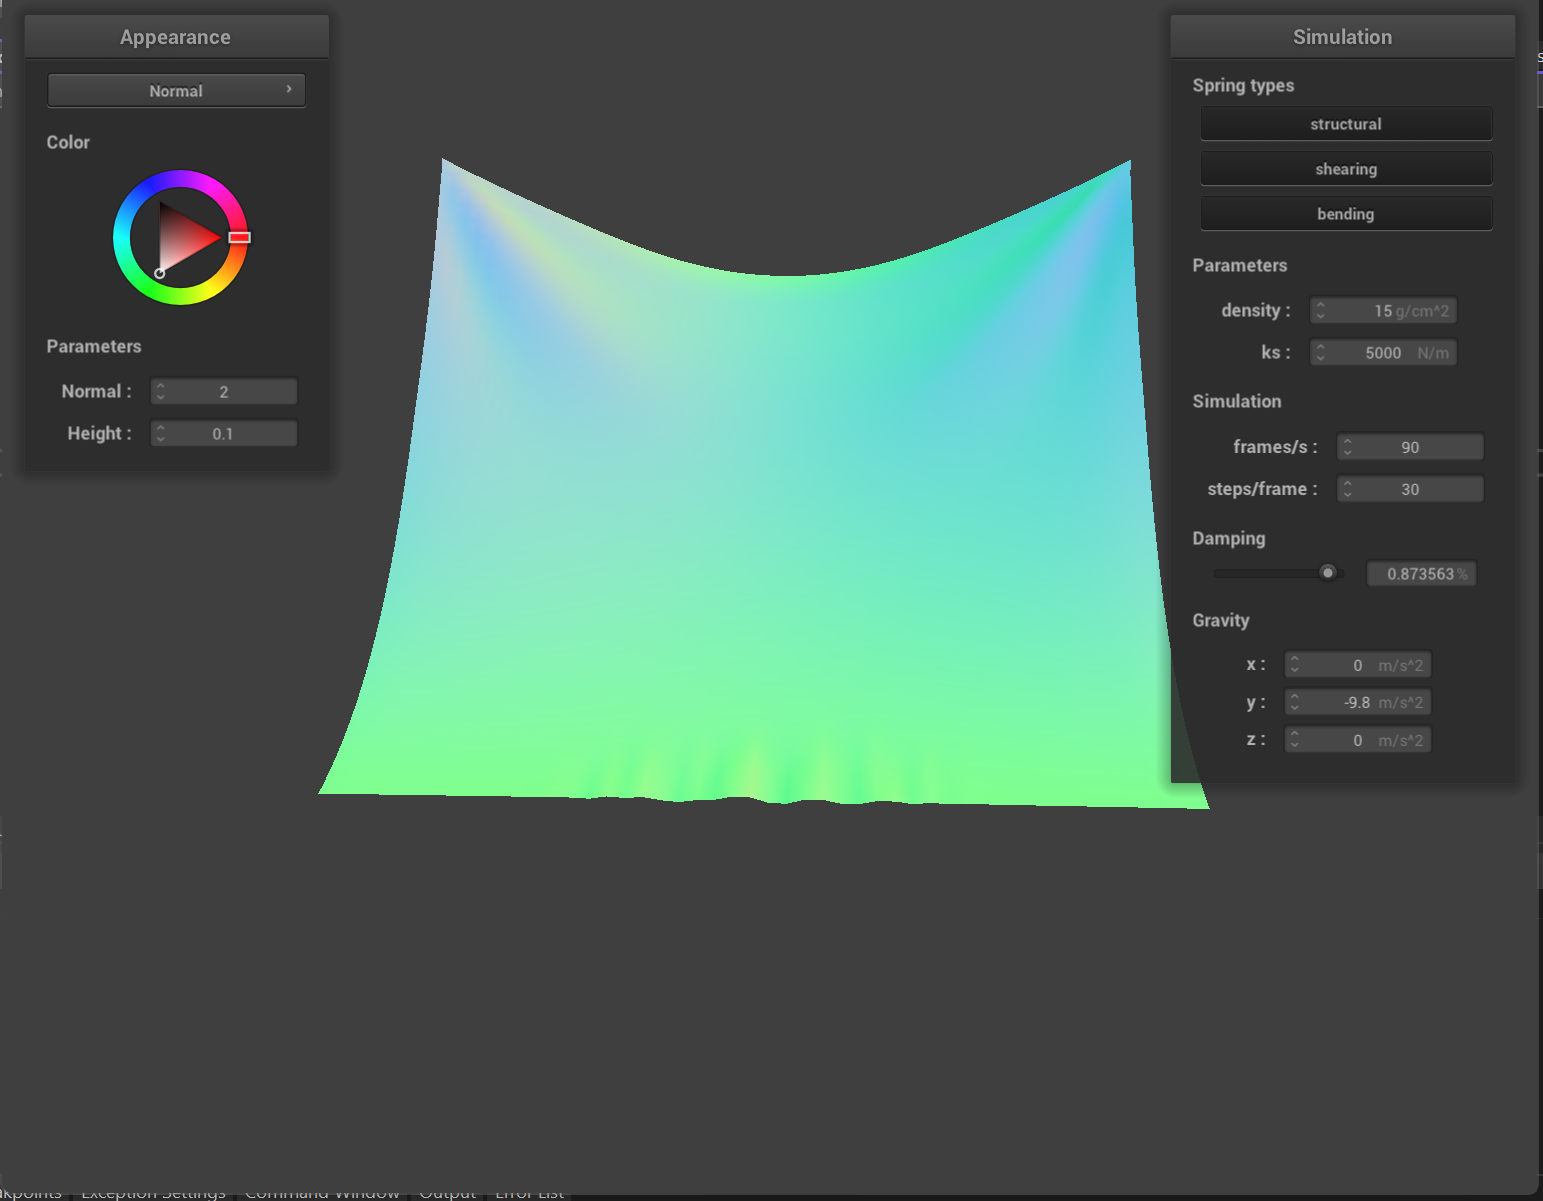 Appearance
Normal
Color
Parameters
Normal :
2
Height :
0.1
Simulation
Spring types
structural
shearing
bending
Parameters
density :
15 g/cm^2
ks :
5000 N/m
Simulation
frames/s :
90
steps/frame :
30
Damping
0.873563 %
Gravity
x :
0 m/s^2
y :
-9.8 m/s^2
z :
0 m/s^2
Exception Settings
Command Window
Output
Error List